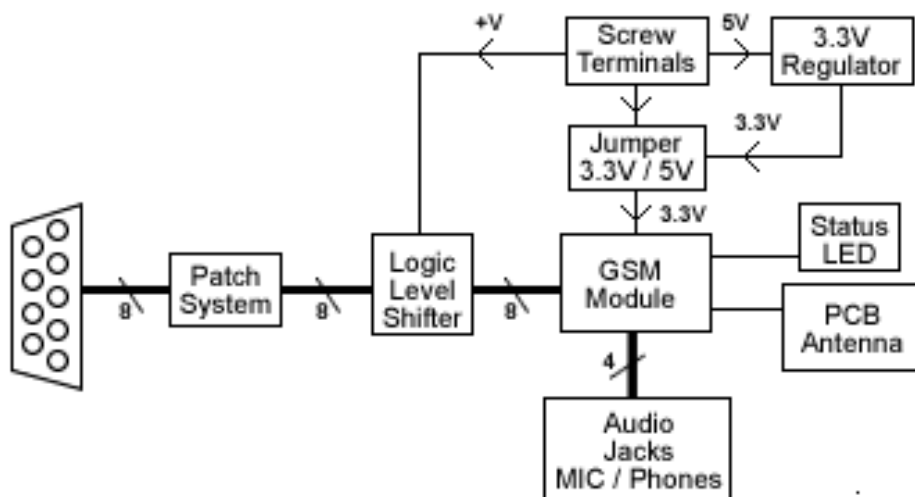 +V
Screw
Terminals
5V
3.3V
Regulator
Jumper
3.3V / 5V
3.3V
3.3V
Patch
System
Logic
Level
Shifter
GSM
Module
Status
LED
PCB
Antenna
8
8
8
4
Audio
Jacks
MIC / Phones